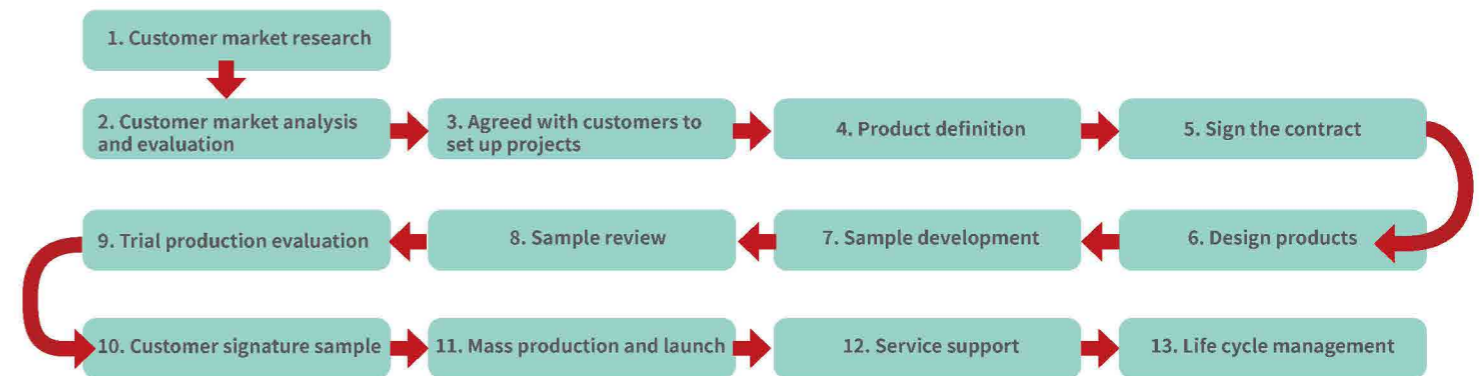 1. Customer market research
2. Customer market analysis
and evaluation
3. Agreed with customers to
set up projects
4. Product definition
5. Sign the contract
6. Design products
7. Sample development
8. Sample review
9. Trial production evaluation
10. Customer signature sample
11. Mass production and launch
12. Service support
13. Life cycle management